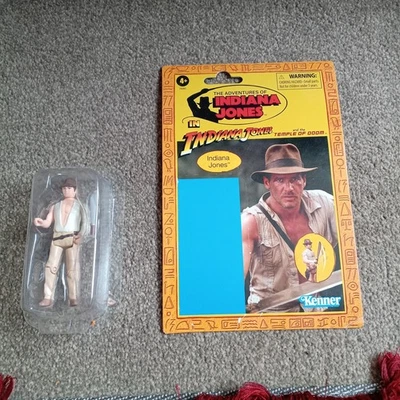 4+
WARNING:
THE ADVENTURES OF
INDIANA
JONES
IN
INDIANA JONES
and the
TEMPLE OF DOOM
Indiana
Jones
Kenner